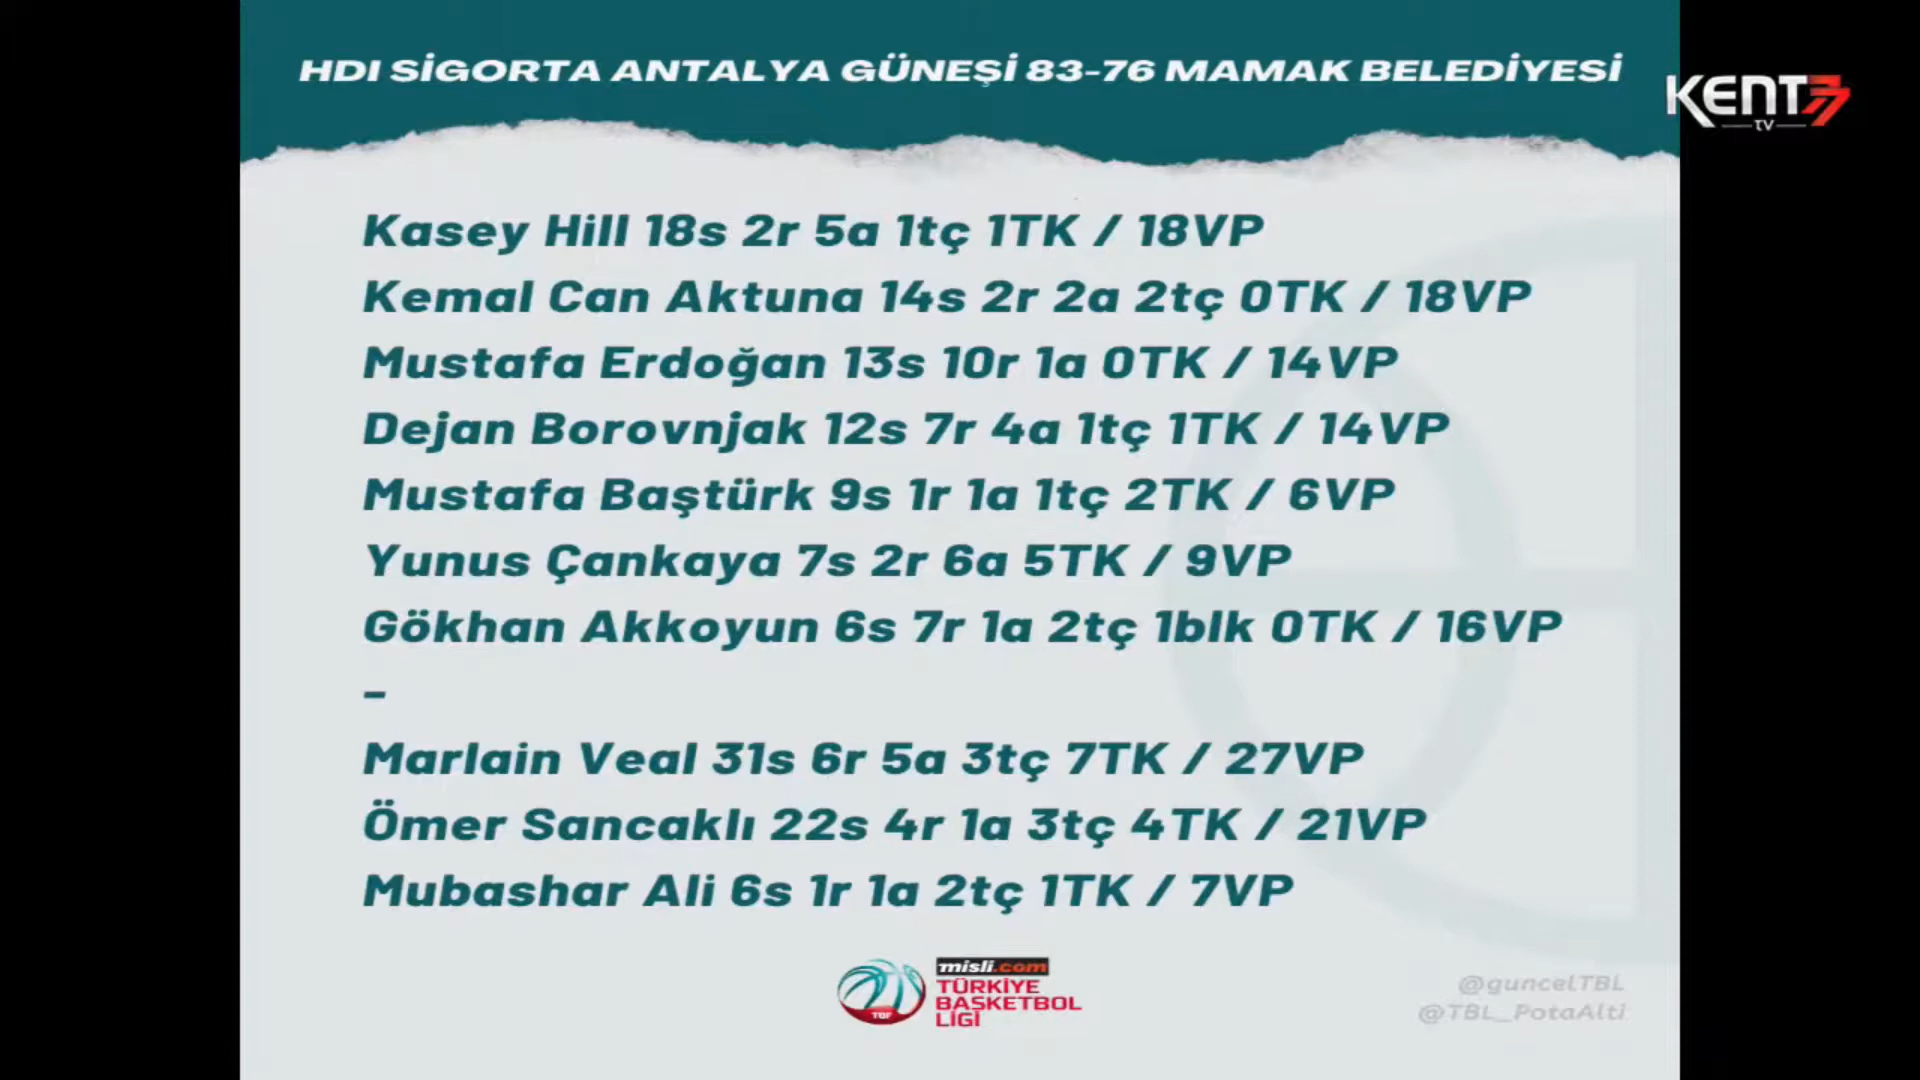 HDI SİGORTA ANTALYA GÜNEŞİ 83-76 MAMAK BELEDİYESİ
KENT77
TV
Kasey Hill 18s 2r 5a 1tç 1TK / 18VP
Kemal Can Aktuna 14s 2r 2a 2tç 0TK / 18VP
Mustafa Erdoğan 13s 10r 1a 0TK / 14VP
Dejan Borovnjak 12s 7r 4a 1tç 1TK / 14VP
Mustafa Baştürk 9s 1r 1a 1tç 2TK / 6VP
Yunus Çankaya 7s 2r 6a 5TK / 9VP
Gökhan Akkoyun 6s 7r 1a 2tç 1blk 0TK / 16VP
-
Marlain Veal 31s 6r 5a 3tç 7TK / 27VP
Ömer Sancaklı 22s 4r 1a 3tç 4TK / 21VP
Mubashar Ali 6s 1r 1a 2tç 1TK / 7VP
misli.com
TÜRKİYE
BASKETBOL
LİGİ
TBF
@guncelTBL
@TBL_PotaAlti